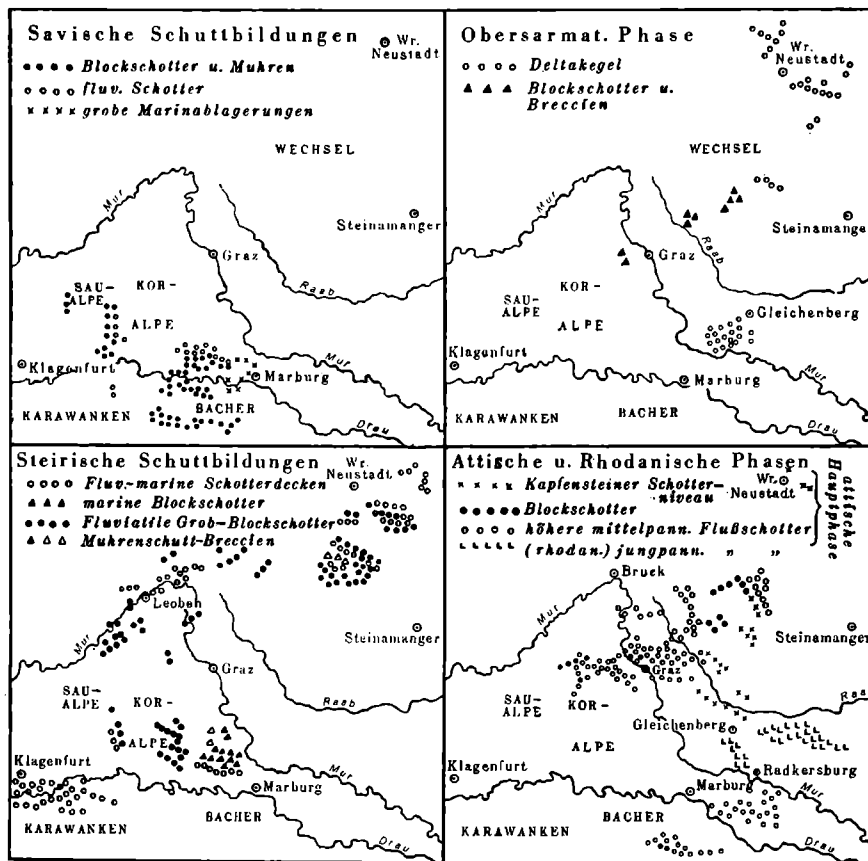 Savische Schuttbildungen
Blockschotter u. Muhren
fluv. Schotter
grobe Marinablagerungen
Wr.
Neustadt
WECHSEL
Mur
Steinamanger
Graz
SAU-
ALPE
KOR-
ALPE
Raab
Klagenfurt
Mur
Marburg
KARAWANKEN
BACHER
Drau
Obersarmat. Phase
Deltakegel
Blockschotter u.
Breccien
Wr.
Neustadt
WECHSEL
Mur
Steinamanger
Raab
Graz
SAU-
ALPE
KOR-
ALPE
Gleichenberg
Klagenfurt
Marburg
Mur
KARAWANKEN
BACHER
Drau
Steirische Schuttbildungen
Fluv.-marine Schotterdecken
marine Blockschotter
Fluviatile Grob-Blockschotter
Muhrenschutt-Breccien
Wr.
Neustadt
Leoben
Mur
Steinamanger
Graz
SAU-
ALPE
KOR-
ALPE
Raab
Klagenfurt
Marburg
Mur
KARAWANKEN
BACHER
Drau
Attische u. Rhodanische Phasen
Kapfensteiner Schotter-
niveau
Blockschotter
höhere mittelpann. Flußschotter
(rhodan.) jungpann. „ „
attische
Hauptphase
Wr.
Neustadt
Bruck
Mur
Steinamanger
Graz
SAU-
ALPE
KOR-
ALPE
Raab
Gleichenberg
Klagenfurt
Radkersburg
Marburg
Mur
KARAWANKEN
BACHER
Drau